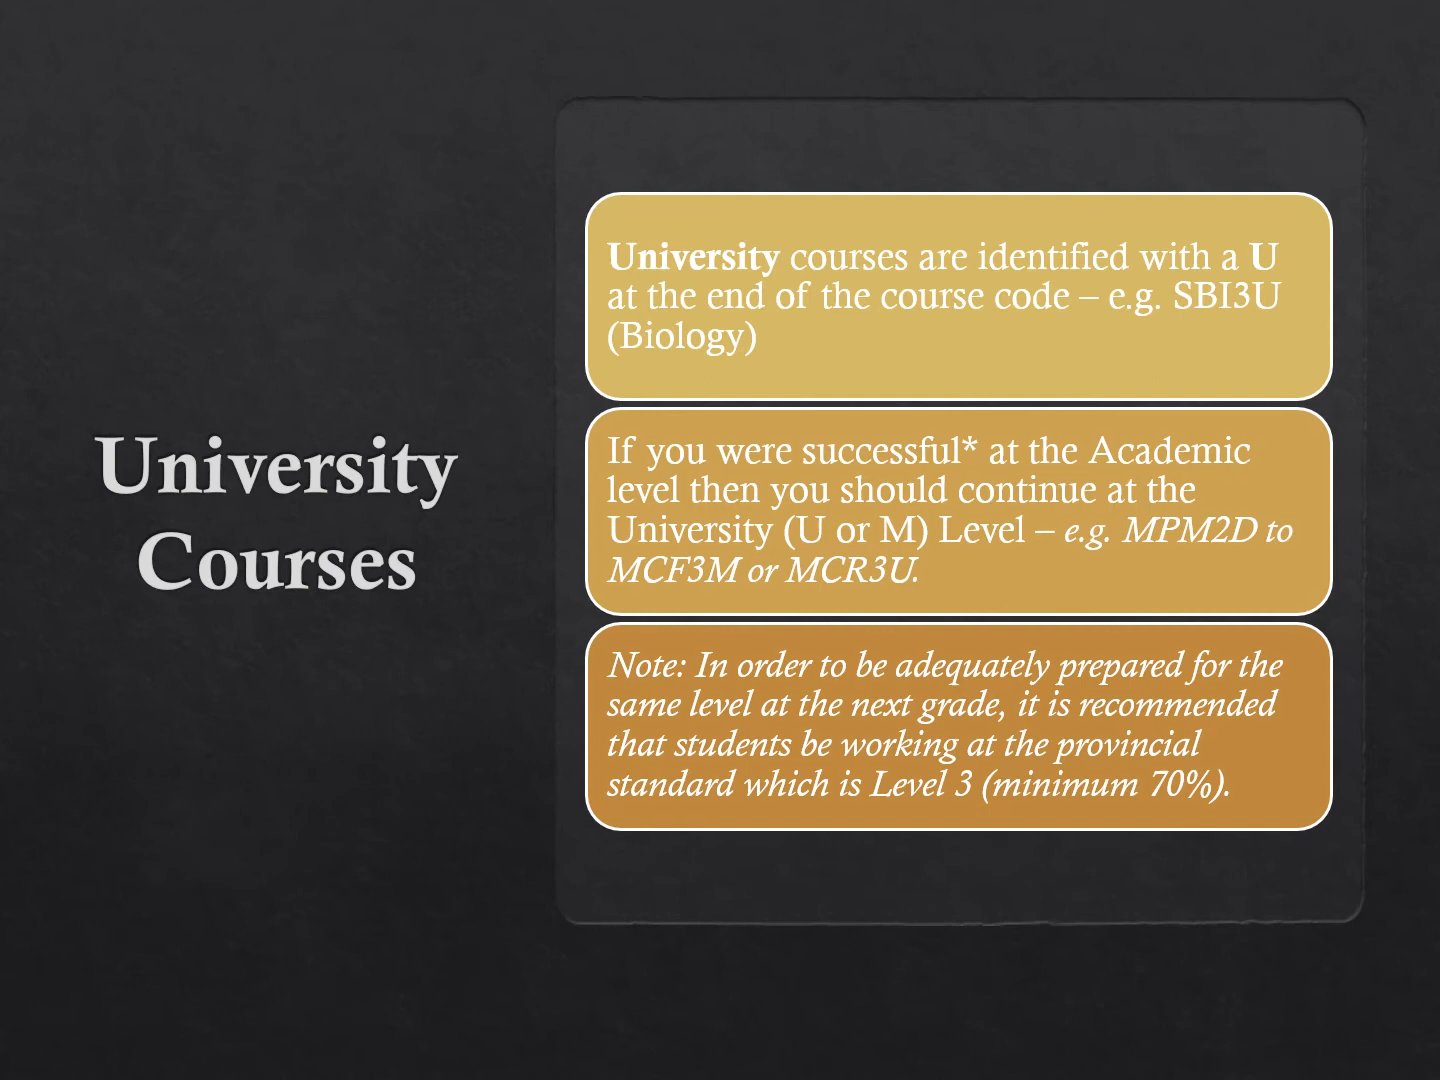 University
Courses
University courses are identified with a U
at the end of the course code – e.g. SBI3U
(Biology)
If you were successful* at the Academic
level then you should continue at the
University (U or M) Level – e.g. MPM2D to
MCF3M or MCR3U.
Note: In order to be adequately prepared for the
same level at the next grade, it is recommended
that students be working at the provincial
standard which is Level 3 (minimum 70%).